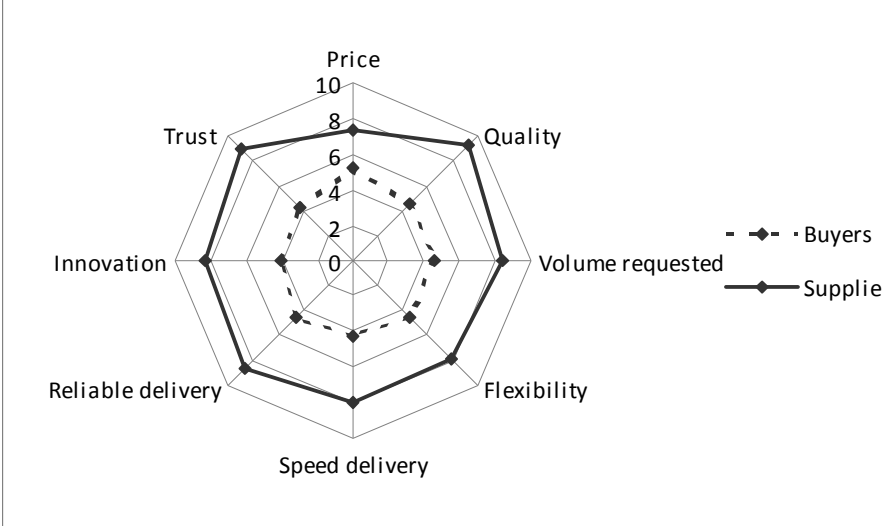 Price
10
8
6
4
2
0
Trust
Quality
Innovation
Volume requested
Reliable delivery
Flexibility
Speed delivery
Buyers
Supplie